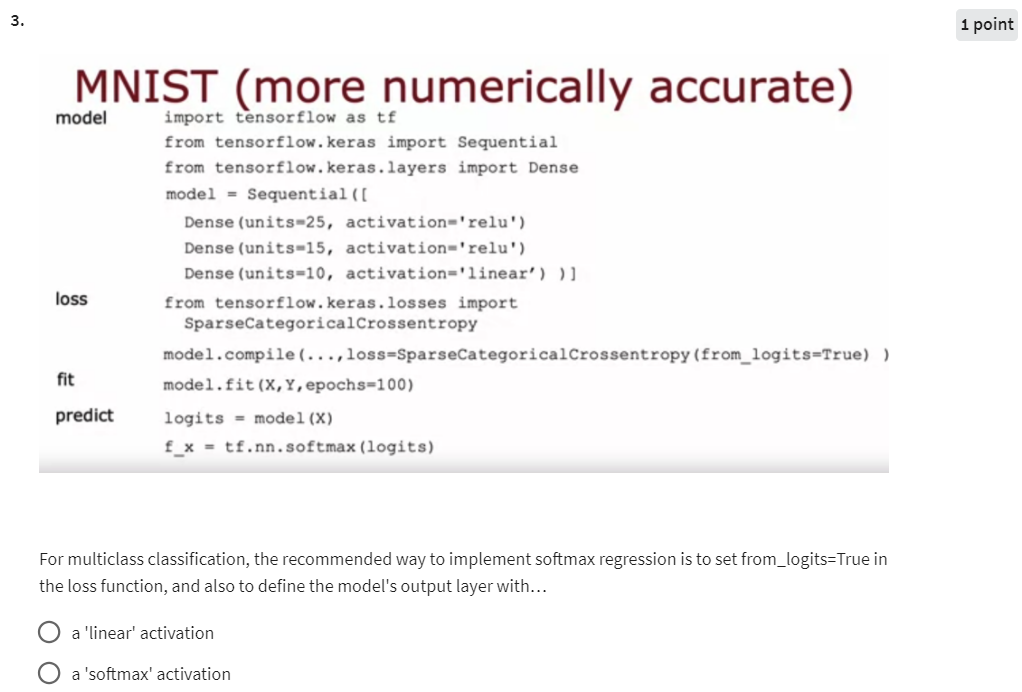 3.
1 point
MNIST (more numerically accurate)
model import tensorflow as tf
from tensorflow.keras import Sequential
from tensorflow.keras.layers import Dense
model = Sequential([
Dense(units=25, activation='relu')
Dense(units=15, activation='relu')
Dense(units=10, activation='linear') )]
loss from tensorflow.keras.losses import
SparseCategoricalCrossentropy
model.compile(...,loss=SparseCategoricalCrossentropy(from_logits=True) )
fit model.fit(X,Y,epochs=100)
predict logits = model(X)
f_x = tf.nn.softmax(logits)
For multiclass classification, the recommended way to implement softmax regression is to set from_logits=True in
the loss function, and also to define the model's output layer with…
a 'linear' activation
a 'softmax' activation